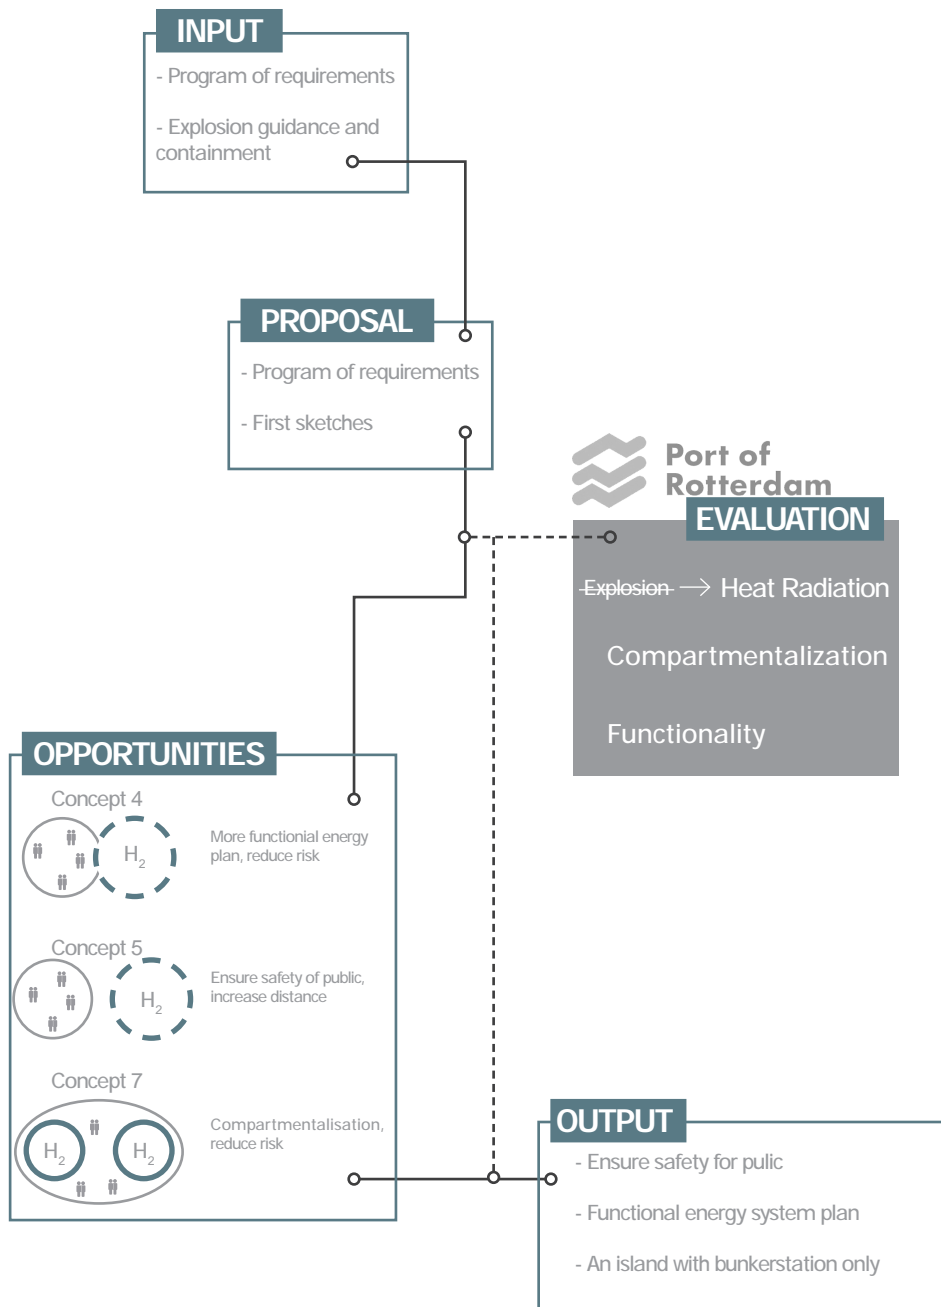 INPUT
- Program of requirements
- Explosion guidance and
containment
PROPOSAL
- Program of requirements
- First sketches
Port of
Rotterdam
EVALUATION
Explosion → Heat Radiation
Compartmentalization
Functionality
OPPORTUNITIES
Concept 4
H2
More functionial energy
plan, reduce risk
Concept 5
H2
Ensure safety of public,
increase distance
Concept 7
H2 H2
Compartmentalisation,
reduce risk
OUTPUT
- Ensure safety for pulic
- Functional energy system plan
- An island with bunkerstation only